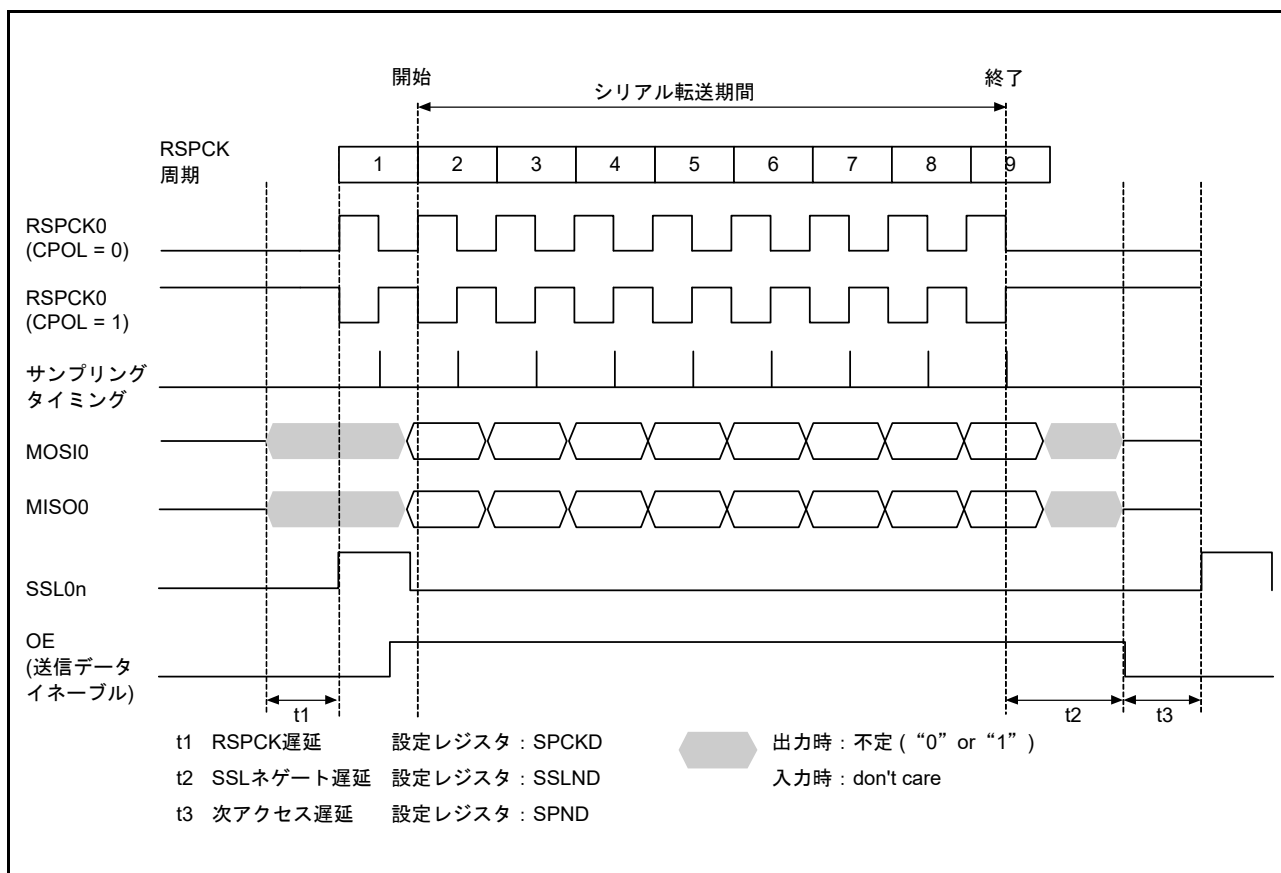 開始
終了
シリアル転送期間
RSPCK
周期
1 2 3 4 5 6 7 8 9
RSPCK0
(CPOL = 0)
RSPCK0
(CPOL = 1)
サンプリング
タイミング
MOSI0
MISO0
SSL0n
OE
(送信データ
イネーブル)
t1 t2 t3
t1 RSPCK遅延 設定レジスタ：SPCKD
t2 SSLネゲート遅延 設定レジスタ：SSLND
t3 次アクセス遅延 設定レジスタ：SPND
出力時：不定 ( “0” or “1” )
入力時：don't care